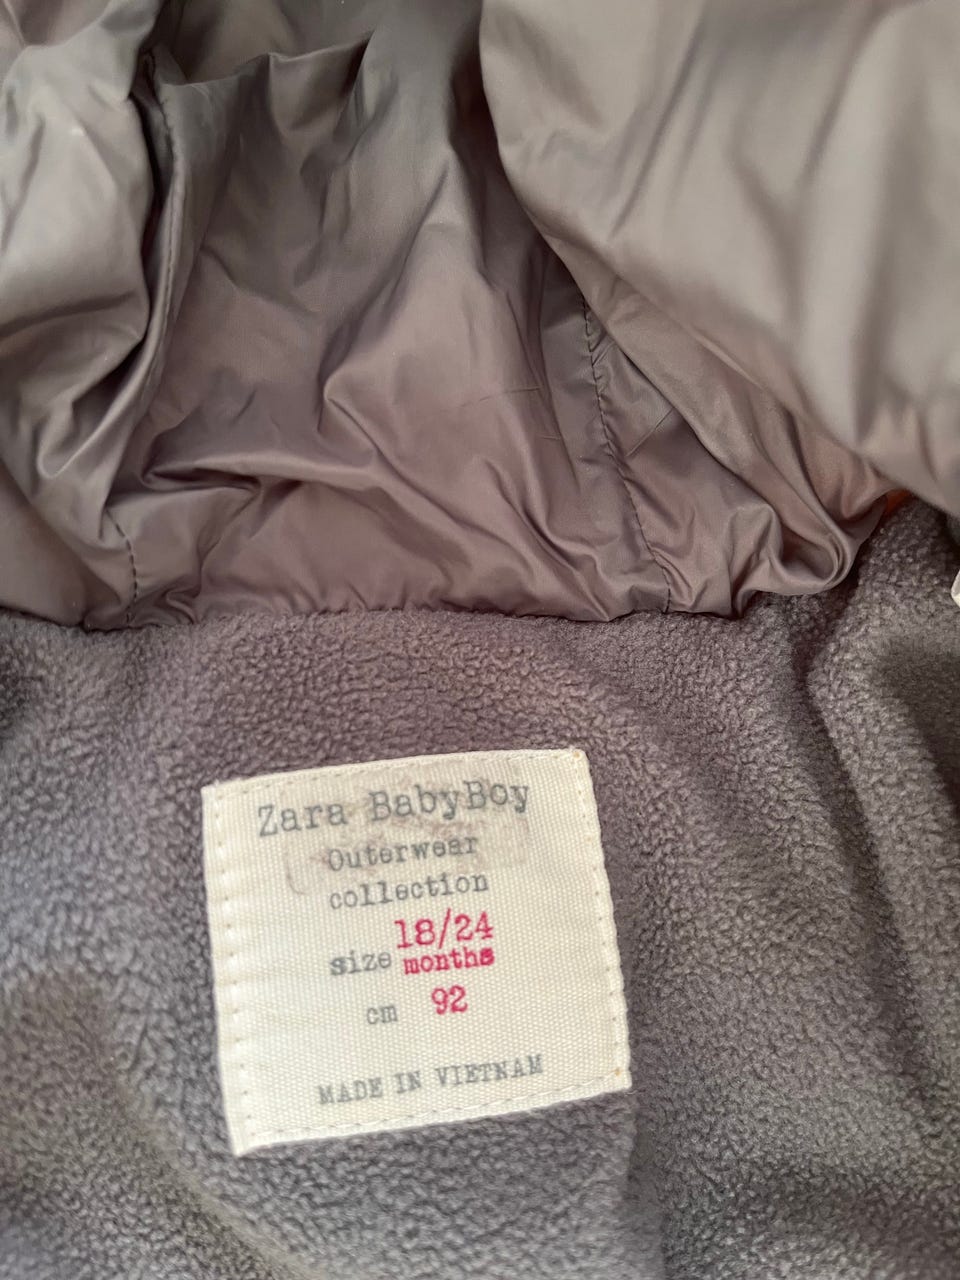 Zara BabyBoy
Outerwear
collection
size 18/24 months
cm 92
MADE IN VIETNAM